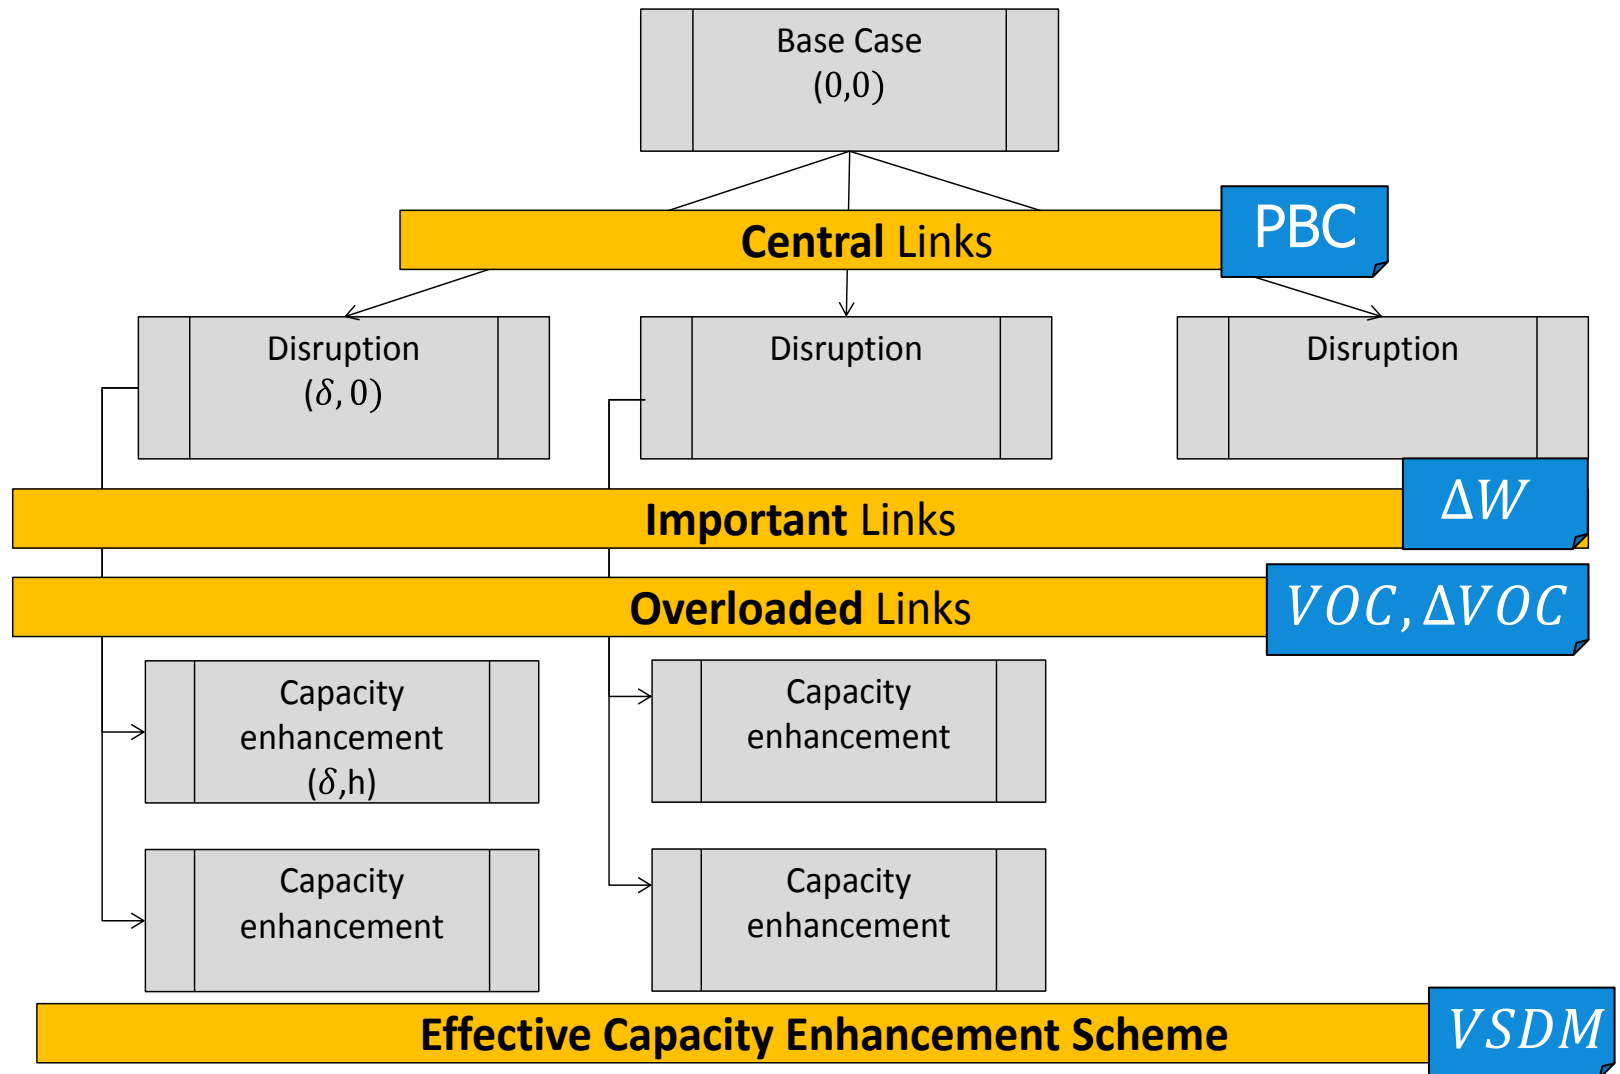 Base Case
(0,0)
Central Links
PBC
Disruption
(δ, 0)
Disruption
Disruption
Important Links
ΔW
Overloaded Links
VOC, ΔVOC
Capacity
enhancement
(δ,h)
Capacity
enhancement
Capacity
enhancement
Capacity
enhancement
Effective Capacity Enhancement Scheme
VSDM